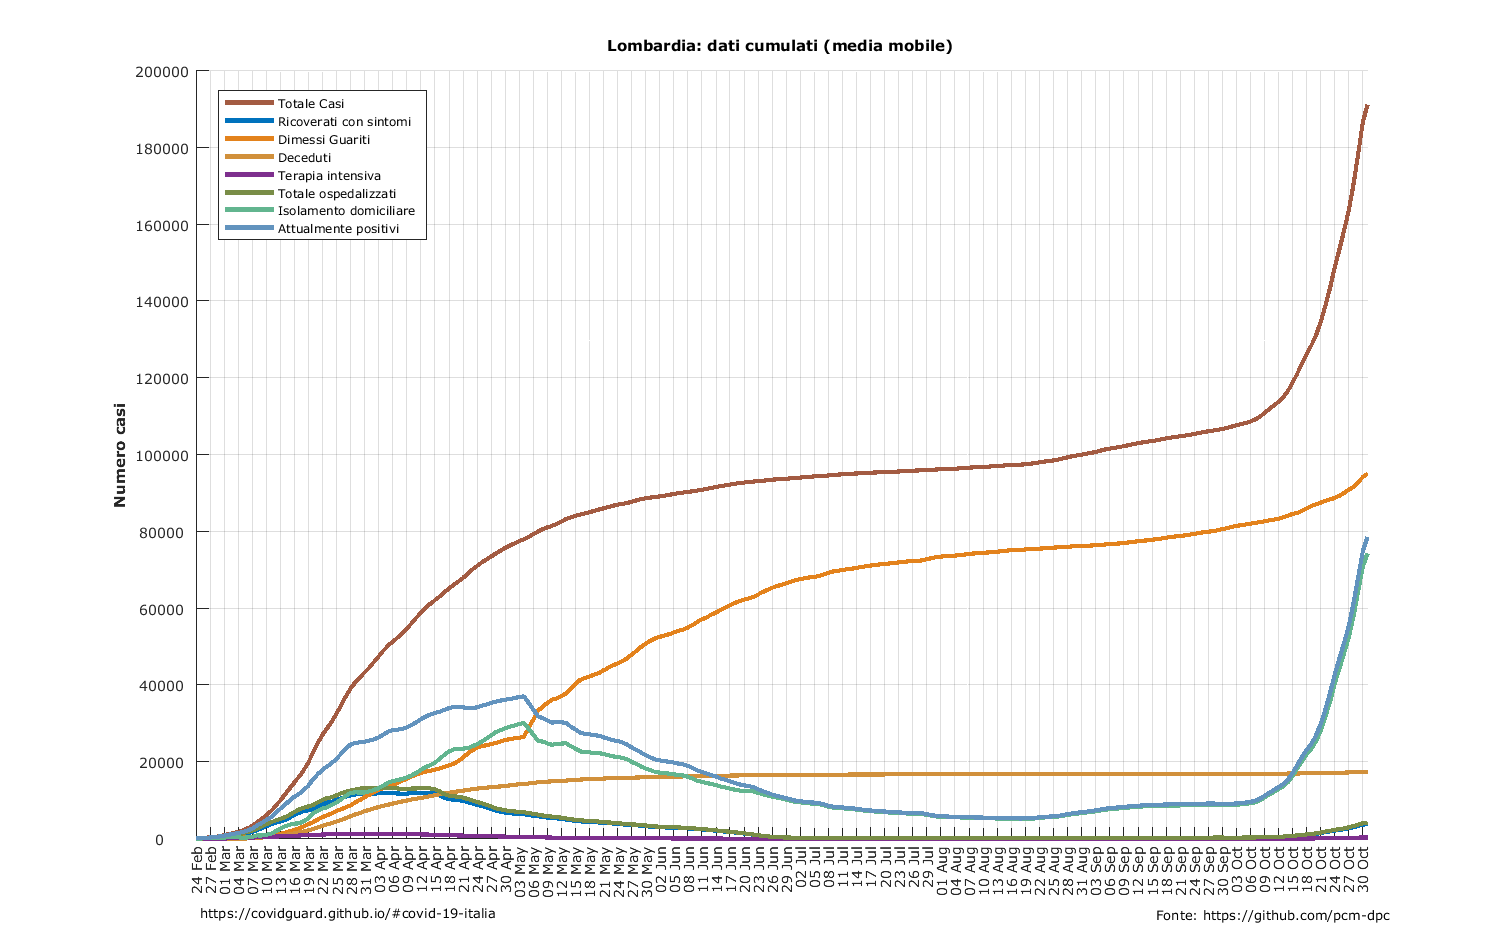 Lombardia: dati cumulati (media mobile)
200000
180000
160000
140000
120000
100000
80000
60000
40000
20000
0
Numero casi
Totale Casi
Ricoverati con sintomi
Dimessi Guariti
Deceduti
Terapia intensiva
Totale ospedalizzati
Isolamento domiciliare
Attualmente positivi
24 Feb
27 Feb
01 Mar
04 Mar
07 Mar
10 Mar
13 Mar
16 Mar
19 Mar
22 Mar
25 Mar
28 Mar
31 Mar
03 Apr
06 Apr
09 Apr
12 Apr
15 Apr
18 Apr
21 Apr
24 Apr
27 Apr
30 Apr
03 May
06 May
09 May
12 May
15 May
18 May
21 May
24 May
27 May
30 May
02 Jun
05 Jun
08 Jun
11 Jun
14 Jun
17 Jun
20 Jun
23 Jun
26 Jun
29 Jun
02 Jul
05 Jul
08 Jul
11 Jul
14 Jul
17 Jul
20 Jul
23 Jul
26 Jul
29 Jul
01 Aug
04 Aug
07 Aug
10 Aug
13 Aug
16 Aug
19 Aug
22 Aug
25 Aug
28 Aug
31 Aug
03 Sep
06 Sep
09 Sep
12 Sep
15 Sep
18 Sep
21 Sep
24 Sep
27 Sep
30 Sep
03 Oct
06 Oct
09 Oct
12 Oct
15 Oct
18 Oct
21 Oct
24 Oct
27 Oct
30 Oct
https://covidguard.github.io/#covid-19-italia
Fonte: https://github.com/pcm-dpc